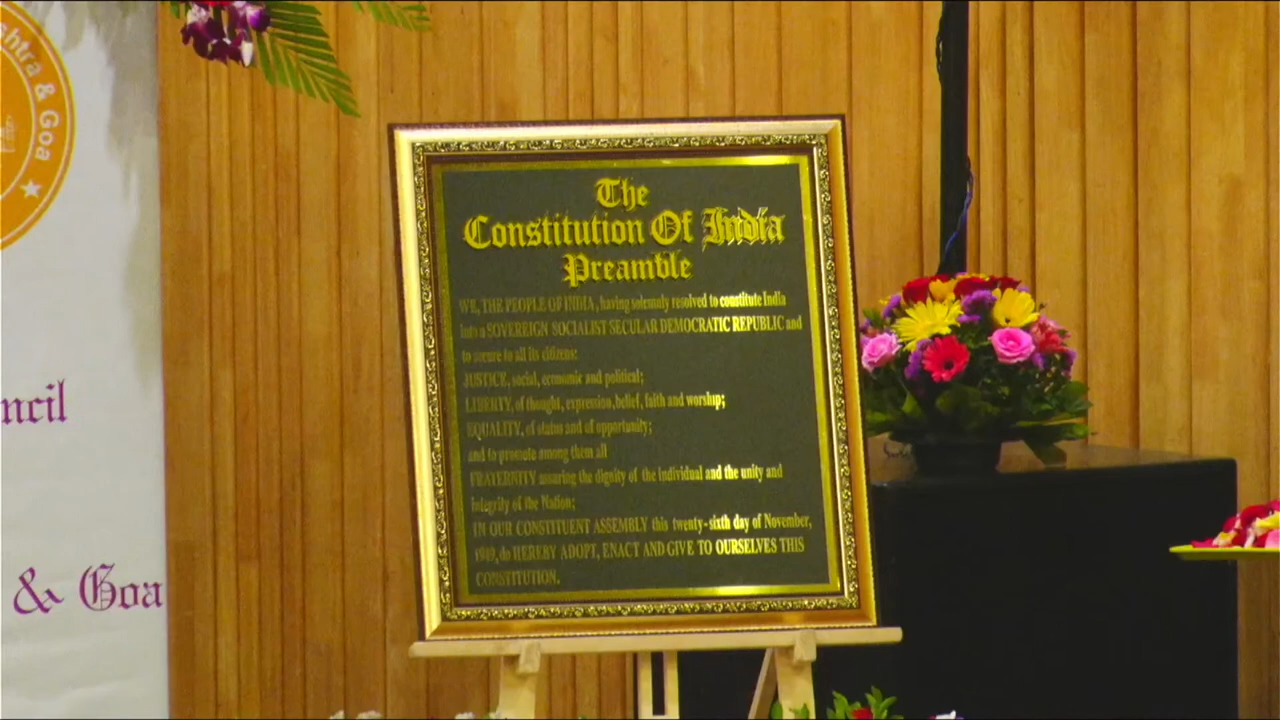 shtra & Goa
ncil
& Goa
The
Constitution Of India
Preamble
WE, THE PEOPLE OF INDIA, having solemnly resolved to constitute India
into a SOVEREIGN SOCIALIST SECULAR DEMOCRATIC REPUBLIC and
to secure to all its citizens:
JUSTICE, social, economic and political;
LIBERTY, of thought, expression, belief, faith and worship;
EQUALITY, of status and of opportunity;
and to promote among them all
FRATERNITY assuring the dignity of the individual and the unity and
integrity of the Nation;
IN OUR CONSTITUENT ASSEMBLY this twenty-sixth day of November,
1949, do HEREBY ADOPT, ENACT AND GIVE TO OURSELVES THIS
CONSTITUTION.